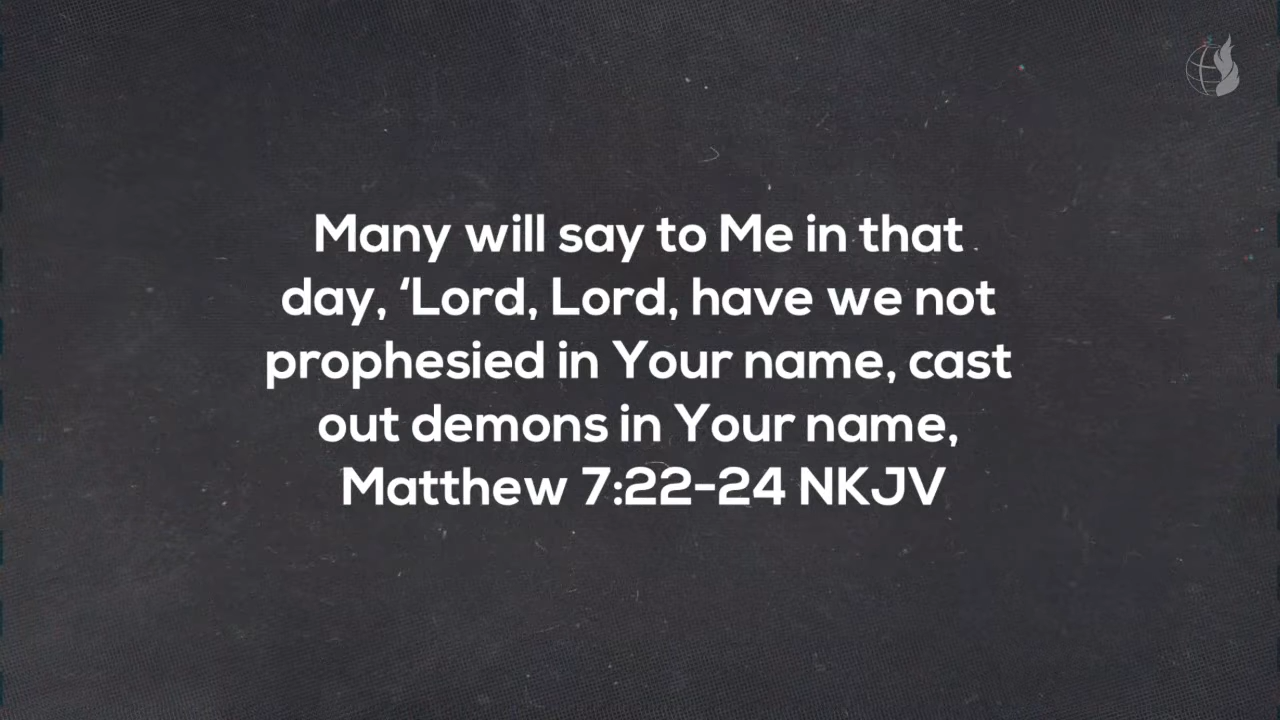 Many will say to Me in that
day, ‘Lord, Lord, have we not
prophesied in Your name, cast
out demons in Your name,
Matthew 7:22-24 NKJV